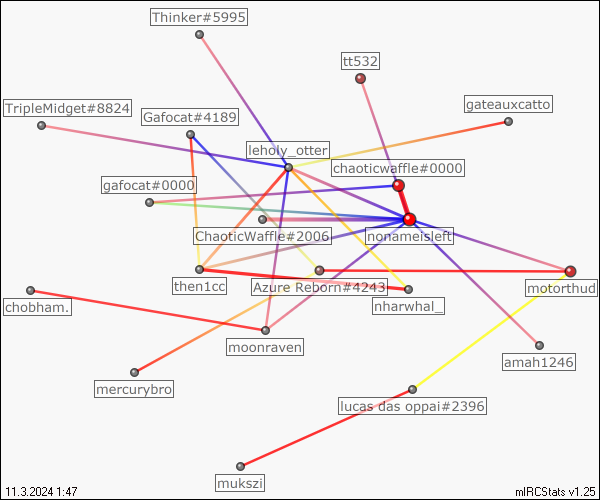 Thinker#5995
tt532
TripleMidget#8824
Gafocat#4189
gateauxcatto
leholy_otter
chaoticwaffle#0000
gafocat#0000
ChaoticWaffle#2006
nonameisleft
then1cc
Azure Reborn#4243
motorthud
nharwhal_
chobham.
moonraven
amah1246
mercurybro
lucas das oppai#2396
mukszi
11.3.2024 1:47
mIRCStats v1.25